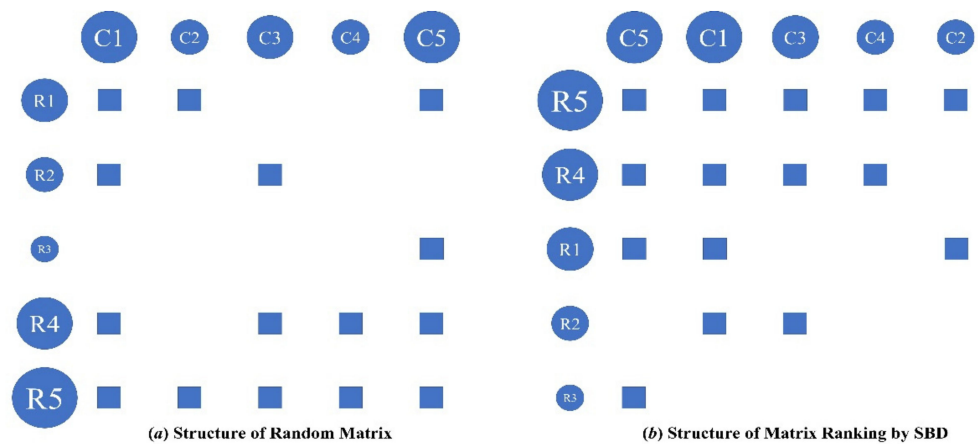 C1 C2 C3 C4 C5
R1
R2
R3
R4
R5
(a) Structure of Random Matrix
C5 C1 C3 C4 C2
R5
R4
R1
R2
R3
(b) Structure of Matrix Ranking by SBD